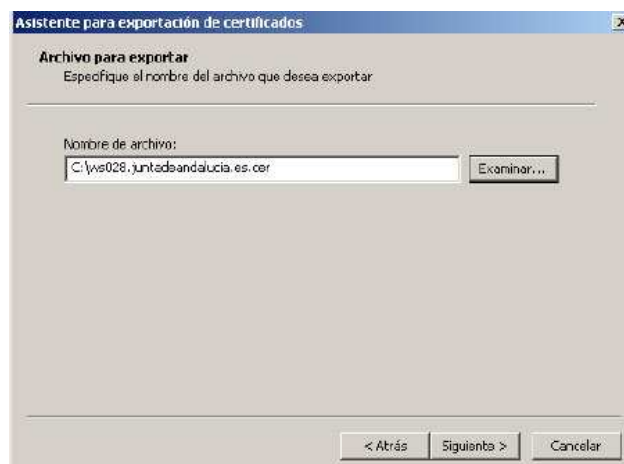 Asistente para exportación de certificados
Archivo para exportar
Especifique el nombre del archivo que desea exportar
Nombre de archivo:
C:\ws028.juntadeandalucia.es.cer
Examinar...
< Atrás
Siguiente >
Cancelar